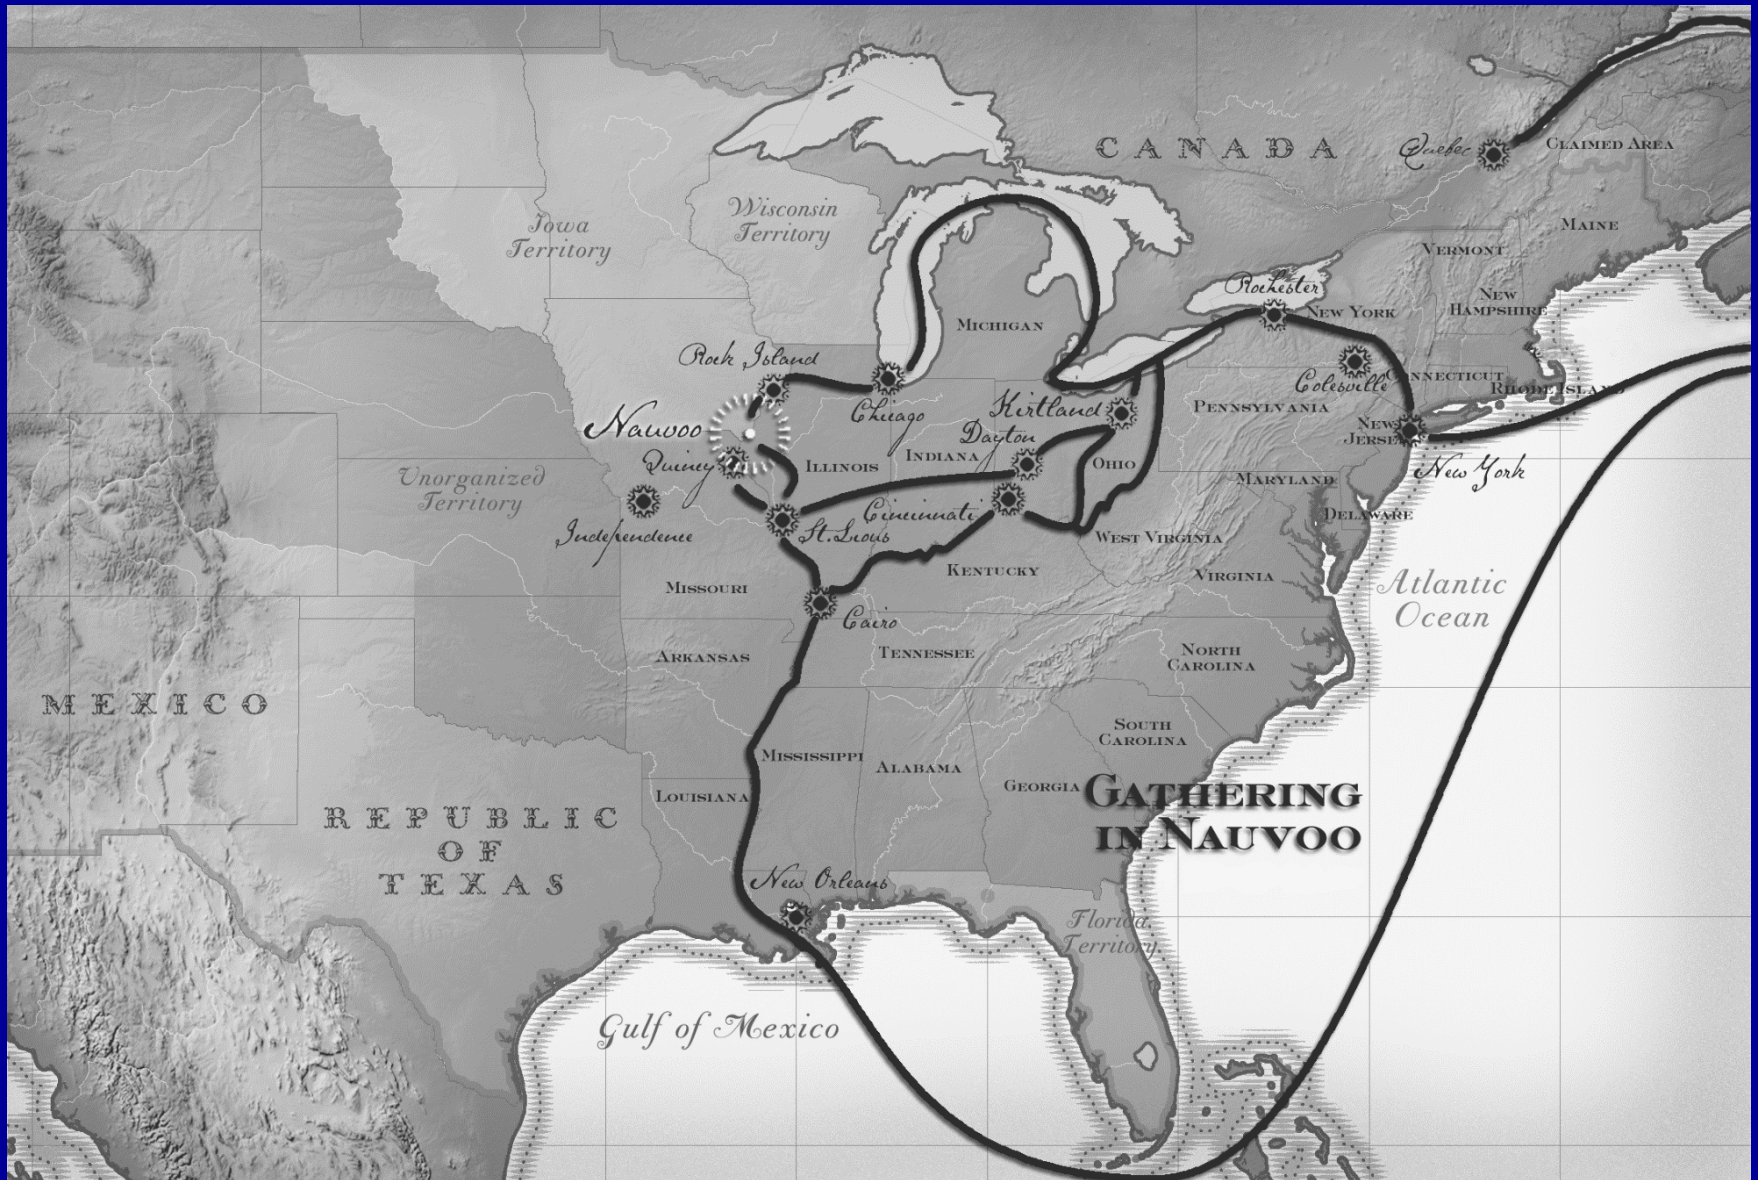 CANADA
Quebec
CLAIMED AREA
MAINE
Iowa
Territory
Wisconsin
Territory
VERMONT
Rochester
NEW YORK
NEW
HAMPSHIRE
MICHIGAN
Rock Island
Chicago
Colesville
CONNECTICUT
RHODE ISLAND
Nauvoo
Kirtland
PENNSYLVANIA
Dayton
NEW
JERSEY
Quincy
ILLINOIS
INDIANA
OHIO
New York
Unorganized
Territory
MARYLAND
Independence
St. Louis
Cincinnati
DELAWARE
WEST VIRGINIA
KENTUCKY
VIRGINIA
Atlantic
Ocean
MISSOURI
Cairo
ARKANSAS
TENNESSEE
NORTH
CAROLINA
MEXICO
SOUTH
CAROLINA
MISSISSIPPI
ALABAMA
GEORGIA
LOUISIANA
GATHERING
IN NAUVOO
REPUBLIC
OF
TEXAS
New Orleans
Florida
Territory
Gulf of Mexico